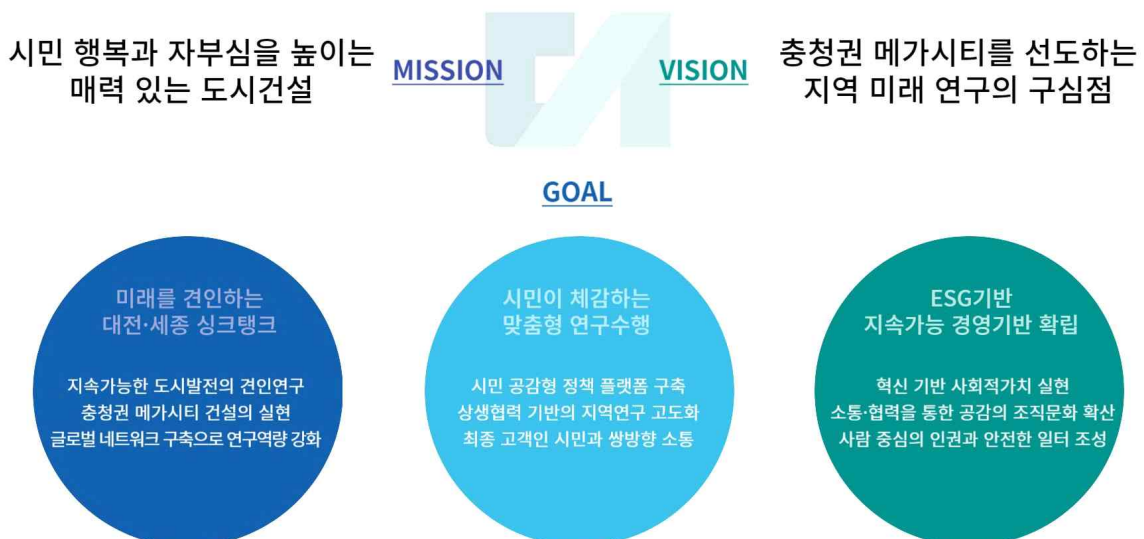 시민 행복과 자부심을 높이는
매력 있는 도시건설
MISSION
VISION
충청권 메가시티를 선도하는
지역 미래 연구의 구심점
GOAL
미래를 견인하는
대전·세종 싱크탱크
지속가능한 도시발전의 견인연구
충청권 메가시티 건설의 실현
글로벌 네트워크 구축으로 연구역량 강화
시민이 체감하는
맞춤형 연구수행
시민 공감형 정책 플랫폼 구축
상생협력 기반의 지역연구 고도화
최종 고객인 시민과 쌍방향 소통
ESG기반
지속가능 경영기반 확립
혁신 기반 사회적가치 실현
소통·협력을 통한 공감의 조직문화 확산
사람 중심의 인권과 안전한 일터 조성